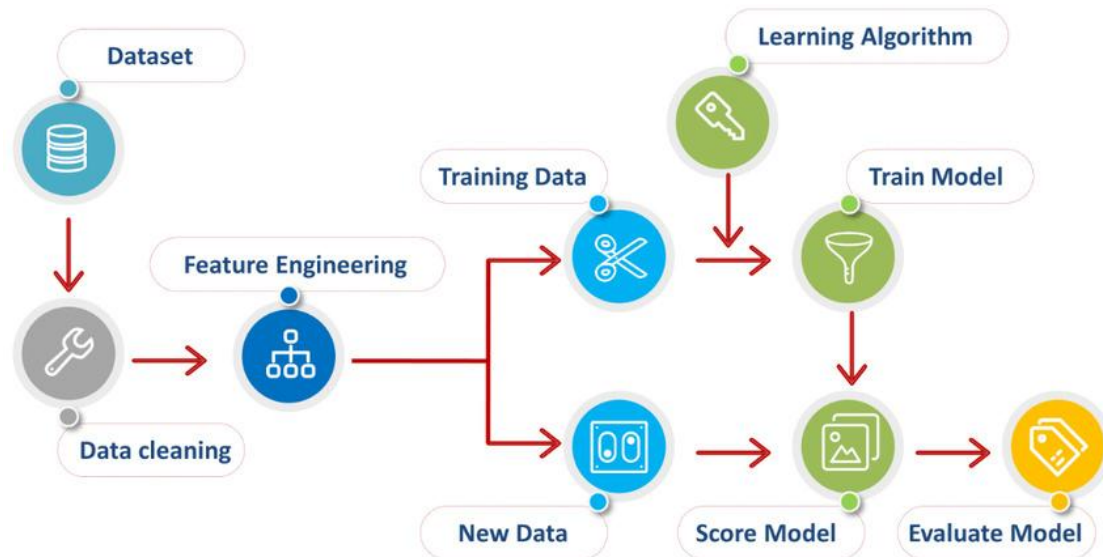 Dataset
Learning Algorithm
Training Data
Train Model
Feature Engineering
Data cleaning
New Data
Score Model
Evaluate Model